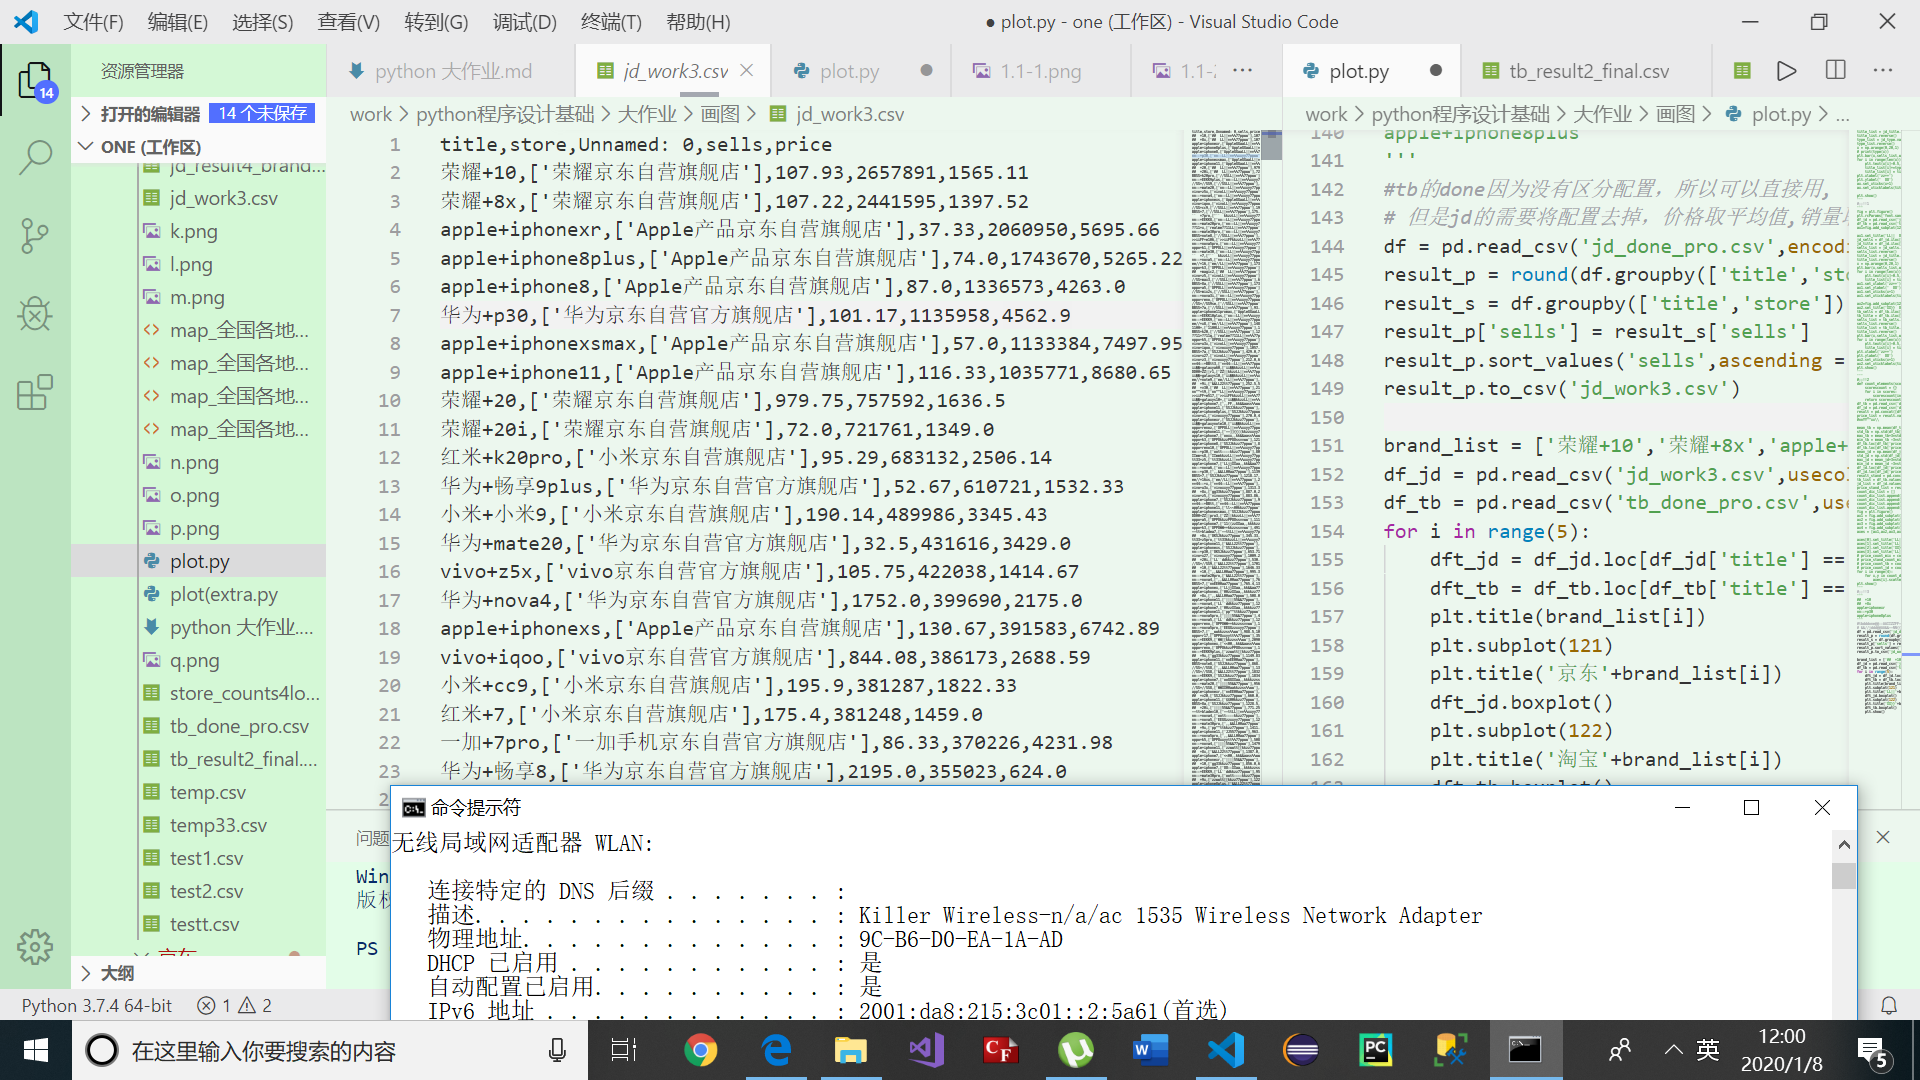 文件(F) 编辑(E) 选择(S) 查看(V) 转到(G) 调试(D) 终端(T) 帮助(H)
● plot.py - one (工作区) - Visual Studio Code
14
资源管理器
打开的编辑器 14 个未保存
ONE (工作区)
jd_result4_brand...
jd_work3.csv
k.png
l.png
m.png
map_全国各地...
map_全国各地...
map_全国各地...
map_全国各地...
n.png
o.png
p.png
plot.py
plot(extra.py
python 大作业....
q.png
store_counts4lo...
tb_done_pro.csv
tb_result2_final....
temp.csv
temp33.csv
test1.csv
test2.csv
testt.csv
大纲
python 大作业.md
jd_work3.csv
plot.py
1.1-1.png
1.1-
work > python程序设计基础 > 大作业 > 画图 > jd_work3.csv
1 title,store,Unnamed: 0,sells,price
2 荣耀+10,['荣耀京东自营旗舰店'],107.93,2657891,1565.11
3 荣耀+8x,['荣耀京东自营旗舰店'],107.22,2441595,1397.52
4 apple+iphonexr,['Apple产品京东自营旗舰店'],37.33,2060950,5695.66
5 apple+iphone8plus,['Apple产品京东自营旗舰店'],74.0,1743670,5265.22
6 apple+iphone8,['Apple产品京东自营旗舰店'],87.0,1336573,4263.0
7 华为+p30,['华为京东自营官方旗舰店'],101.17,1135958,4562.9
8 apple+iphonexsmax,['Apple产品京东自营旗舰店'],57.0,1133384,7497.95
9 apple+iphone11,['Apple产品京东自营旗舰店'],116.33,1035771,8680.65
10 荣耀+20,['荣耀京东自营旗舰店'],979.75,757592,1636.5
11 荣耀+20i,['荣耀京东自营旗舰店'],72.0,721761,1349.0
12 红米+k20pro,['小米京东自营旗舰店'],95.29,683132,2506.14
13 华为+畅享9plus,['华为京东自营官方旗舰店'],52.67,610721,1532.33
14 小米+小米9,['小米京东自营旗舰店'],190.14,489986,3345.43
15 华为+mate20,['华为京东自营官方旗舰店'],32.5,431616,3429.0
16 vivo+z5x,['vivo京东自营官方旗舰店'],105.75,422038,1414.67
17 华为+nova4,['华为京东自营官方旗舰店'],1752.0,399690,2175.0
18 apple+iphonexs,['Apple产品京东自营旗舰店'],130.67,391583,6742.89
19 vivo+iqoo,['vivo京东自营官方旗舰店'],844.08,386173,2688.59
20 小米+cc9,['小米京东自营旗舰店'],195.9,381287,1822.33
21 红米+7,['小米京东自营旗舰店'],175.4,381248,1459.0
22 一加+7pro,['一加手机京东自营官方旗舰店'],86.33,370226,4231.98
23 华为+畅享8,['华为京东自营官方旗舰店'],2195.0,355023,624.0
plot.py
tb_result2_final.csv
work > python程序设计基础 > 大作业 > 画图 > plot.py > ...
140 apple+iphone8plus
141 '''
142 #tb的done因为没有区分配置，所以可以直接用,
143 # 但是jd的需要将配置去掉，价格取平均值,销量
144 df = pd.read_csv('jd_done_pro.csv',encod
145 result_p = round(df.groupby(['title','sto
146 result_s = df.groupby(['title','store'])
147 result_p['sells'] = result_s['sells']
148 result_p.sort_values('sells',ascending =
149 result_p.to_csv('jd_work3.csv')
150
151 brand_list = ['荣耀+10','荣耀+8x','apple+
152 df_jd = pd.read_csv('jd_work3.csv',useco
153 df_tb = pd.read_csv('tb_done_pro.csv',us
154 for i in range(5):
155 dft_jd = df_jd.loc[df_jd['title'] ==
156 dft_tb = df_tb.loc[df_tb['title'] ==
157 plt.title(brand_list[i])
158 plt.subplot(121)
159 plt.title('京东'+brand_list[i])
160 dft_jd.boxplot()
161 plt.subplot(122)
162 plt.title('淘宝'+brand_list[i])
问题
Win
版权
PS
命令提示符
无线局域网适配器 WLAN:
连接特定的 DNS 后缀 . . . . . . . :
描述. . . . . . . . . . . . . . . : Killer Wireless-n/a/ac 1535 Wireless Network Adapter
物理地址. . . . . . . . . . . . . : 9C-B6-D0-EA-1A-AD
DHCP 已启用 . . . . . . . . . . . : 是
自动配置已启用. . . . . . . . . . : 是
IPv6 地址 . . . . . . . . . . . . : 2001:da8:215:3c01::2:5a61(首选)
Python 3.7.4 64-bit 1 2
在这里输入你要搜索的内容
英
12:00
2020/1/8
5